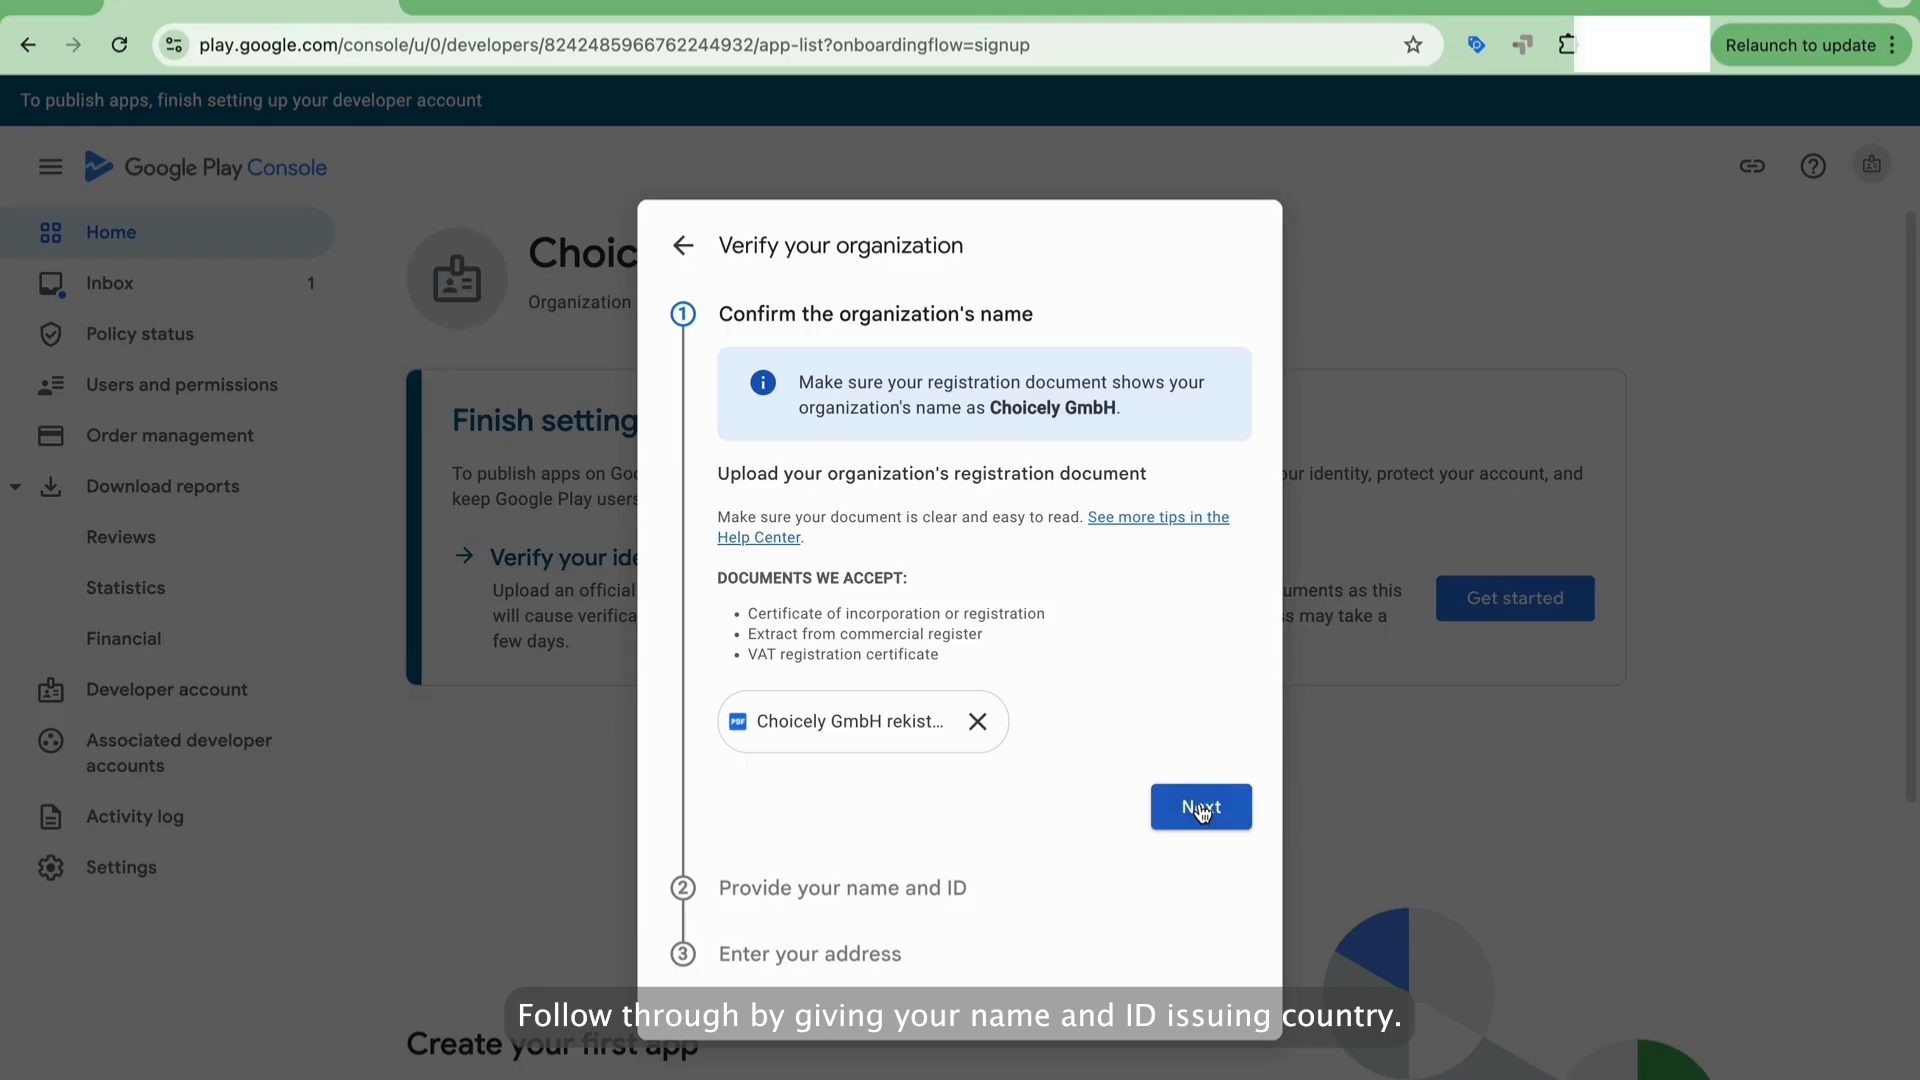 play.google.com/console/u/0/developers/8242485966762244932/app-list?onboardingflow=signup
Relaunch to update
To publish apps, finish setting up your developer account
Google Play Console
Home
Inbox 1
Policy status
Users and permissions
Order management
Download reports
Reviews
Statistics
Financial
Developer account
Associated developer
accounts
Activity log
Settings
Choic
Organization
Finish setting
To publish apps on Goo
keep Google Play users
our identity, protect your account, and
Verify your ide
Upload an official
will cause verifica
few days.
uments as this
s may take a
Get started
Verify your organization
1 Confirm the organization's name
Make sure your registration document shows your
organization's name as Choicely GmbH.
Upload your organization's registration document
Make sure your document is clear and easy to read. See more tips in the
Help Center.
DOCUMENTS WE ACCEPT:
• Certificate of incorporation or registration
• Extract from commercial register
• VAT registration certificate
PDF Choicely GmbH rekist...
Next
2 Provide your name and ID
3 Enter your address
Follow through by giving your name and ID issuing country.
Create your first app